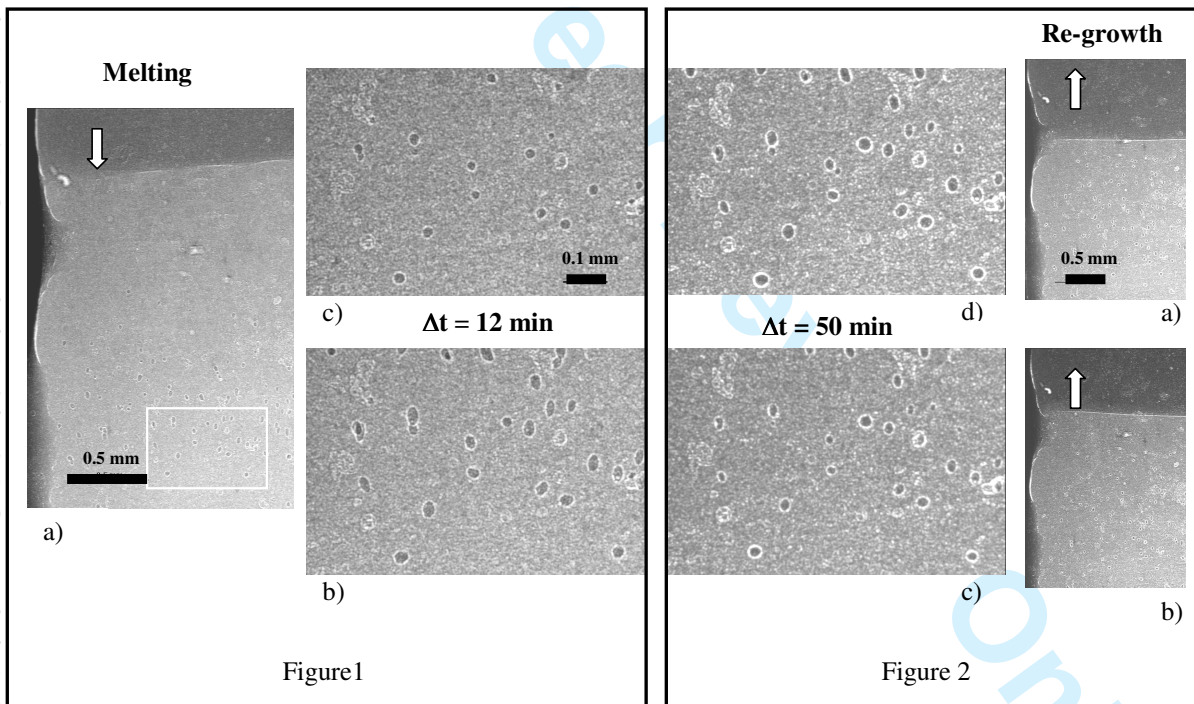 Melting
0.5 mm
a)
c)
0.1 mm
Δt = 12 min
b)
Figure1
Re-growth
d)
0.5 mm
a)
Δt = 50 min
c)
b)
Figure 2